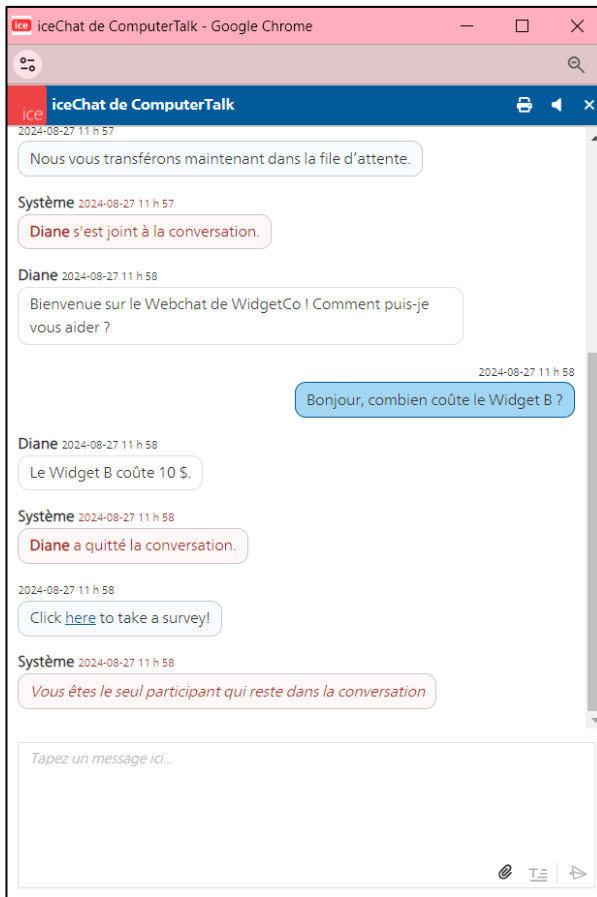 ice iceChat de ComputerTalk - Google Chrome
ice iceChat de ComputerTalk
2024-08-27 11 h 57
Nous vous transférons maintenant dans la file d’attente.
Système 2024-08-27 11 h 57
Diane s'est joint à la conversation.
Diane 2024-08-27 11 h 58
Bienvenue sur le Webchat de WidgetCo ! Comment puis-je
vous aider ?
2024-08-27 11 h 58
Bonjour, combien coûte le Widget B ?
Diane 2024-08-27 11 h 58
Le Widget B coûte 10 $.
Système 2024-08-27 11 h 58
Diane a quitté la conversation.
2024-08-27 11 h 58
Click here to take a survey!
Système 2024-08-27 11 h 58
Vous êtes le seul participant qui reste dans la conversation
Tapez un message ici...